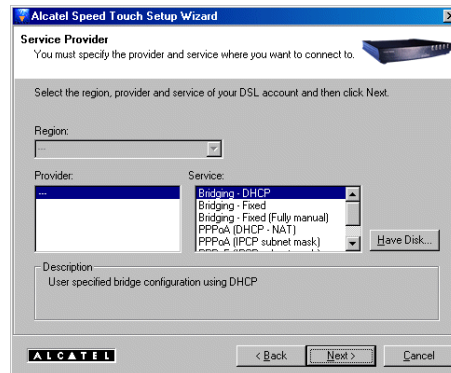 Alcatel Speed Touch Setup Wizard
Service Provider
You must specify the provider and service where you want to connect to.
Select the region, provider and service of your DSL account and then click Next.
Region:
---
Provider:
---
Service:
Bridging - DHCP
Bridging - Fixed
Bridging - Fixed (Fully manual)
PPPoA (DHCP - NAT)
PPPoA (IPCP subnet mask)
Have Disk...
Description
User specified bridge configuration using DHCP
ALCATEL
< Back
Next >
Cancel